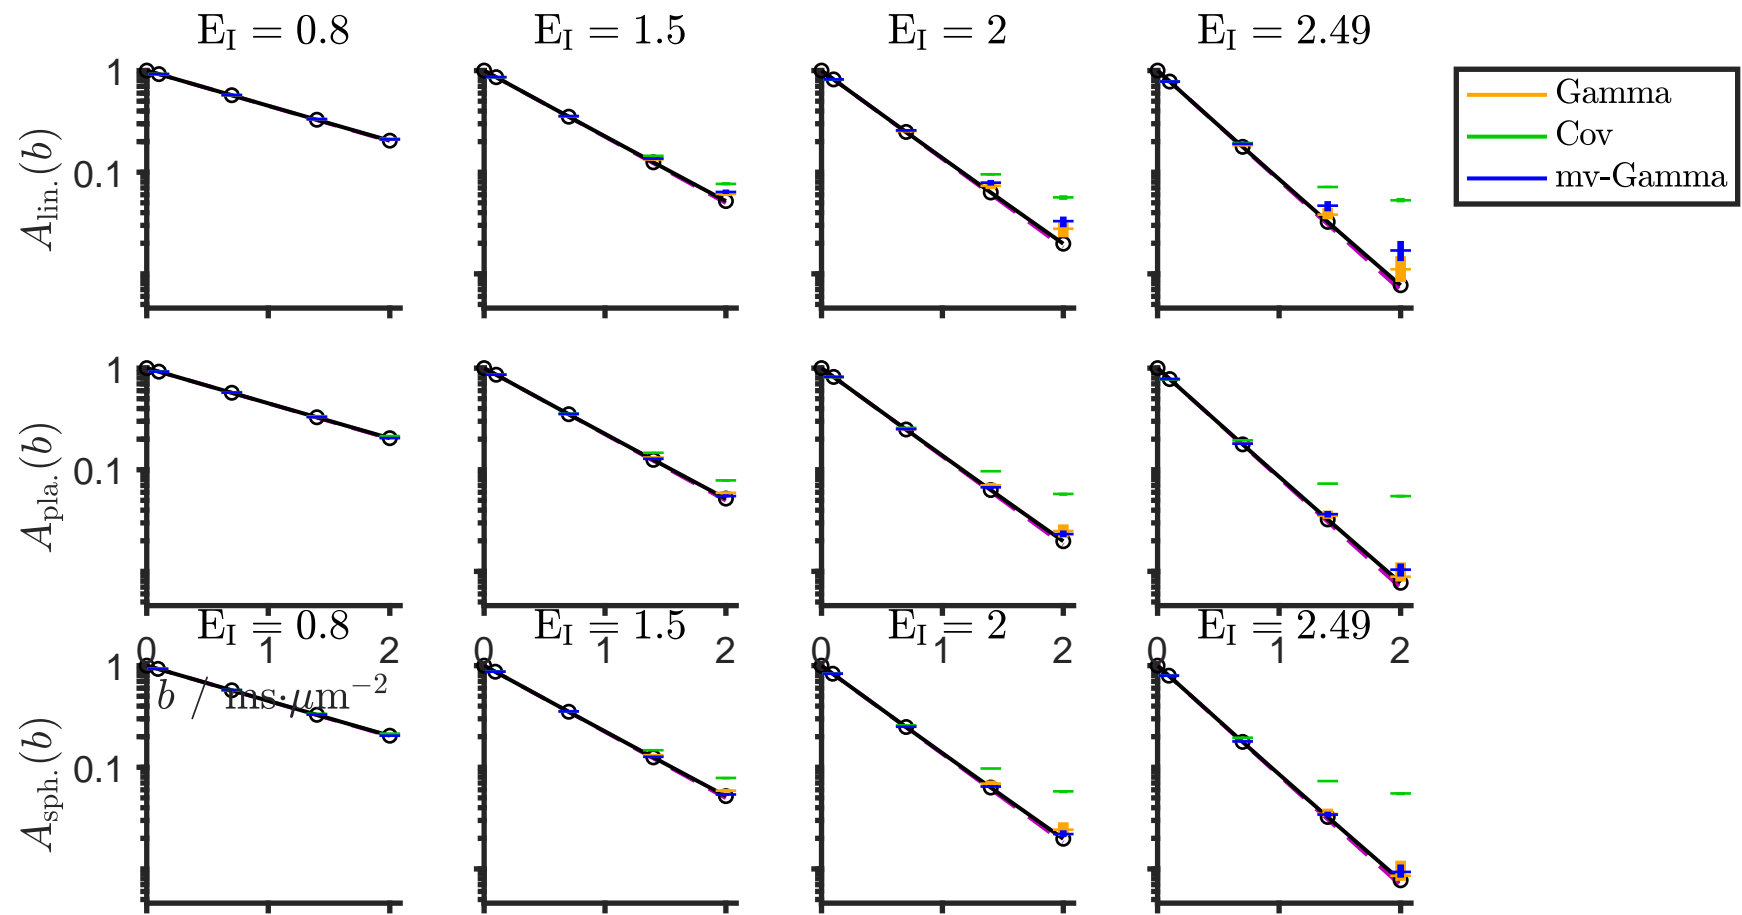 E_I = 0.8
E_I = 1.5
E_I = 2
E_I = 2.49
Gamma
Cov
mv-Gamma
A_lin.(b)
1
0.1
A_pla.(b)
1
0.1
0 1 2
0 1 2
0 1 2
0 1 2
b / ms·μm⁻²
E_I = 0.8
E_I = 1.5
E_I = 2
E_I = 2.49
A_sph.(b)
1
0.1